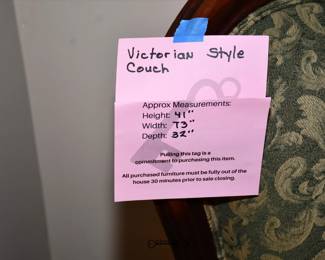 Victorian Style
Couch
Approx Measurements:
Height: 41"
Width: 73"
Depth: 32"
Pulling this tag is a
commitment to purchasing this item.
All purchased furniture must be fully out of the
house 30 minutes prior to sale closing.